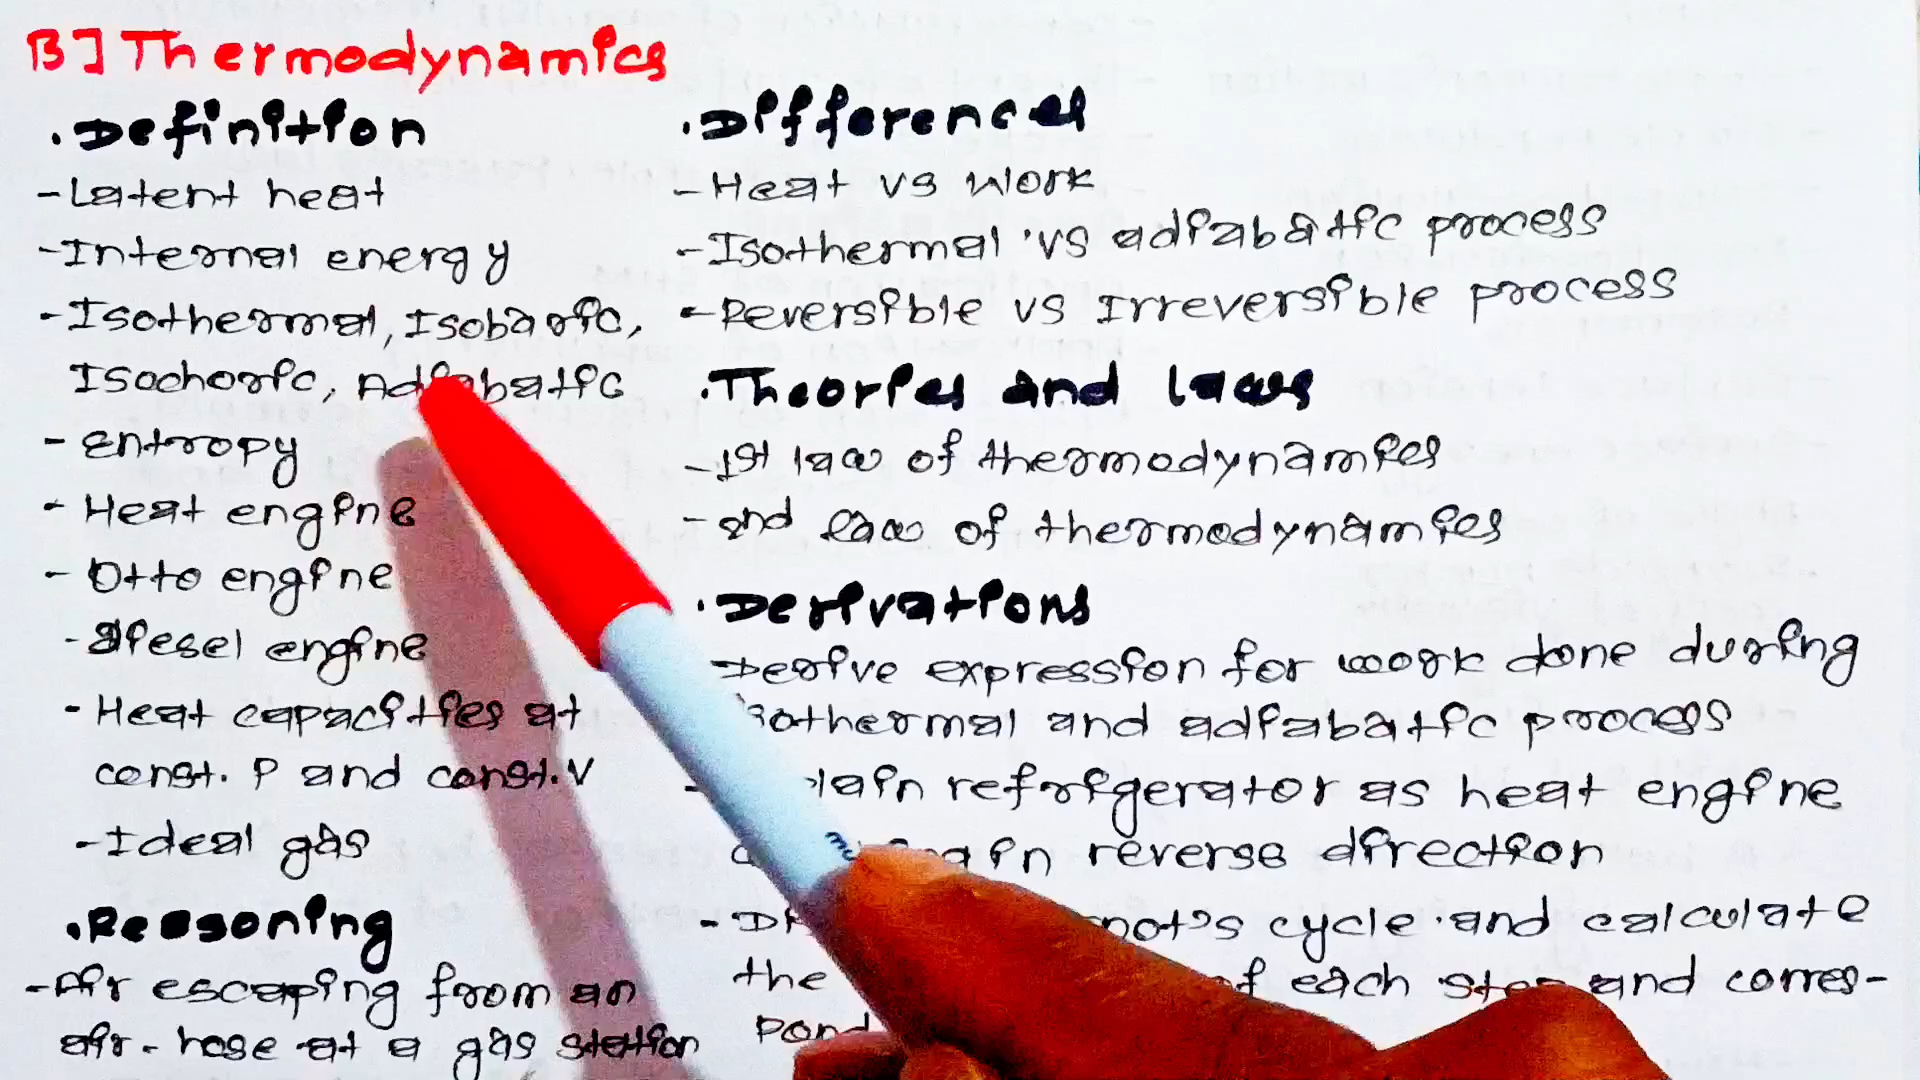 B] Thermodynamics
. Definition
- Latent heat
- Internal energy
- Isothermal, Isobaric,
Isochoric, Adiabatic
- Entropy
- Heat engine
- Otto engine
- Diesel engine
- Heat capacities at
const. P and const. V
- Ideal gas
. Reasoning
- Air escaping from an
air-hose at a gas station
. Differences
- Heat vs Work
- Isothermal vs adiabatic process
- Reversible vs Irreversible process
. Theories and laws
- 1st law of thermodynamics
- 2nd law of thermodynamics
. Derivations
Derive expression for work done during
isothermal and adiabatic process
- refrigerator as heat engine
in reverse direction
- cycle and calculate
the of each step and corres-